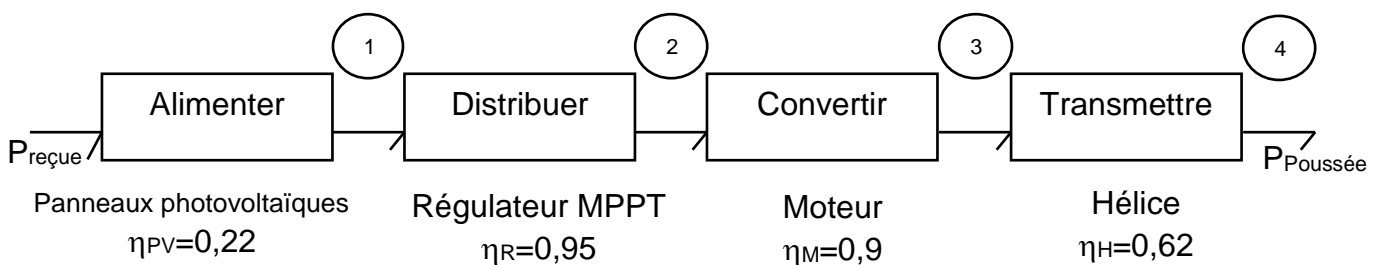 1 2 3 4
Alimenter Distribuer Convertir Transmettre
Preçue PPoussée
Panneaux photovoltaïques Régulateur MPPT Moteur Hélice
ηPV=0,22 ηR=0,95 ηM=0,9 ηH=0,62